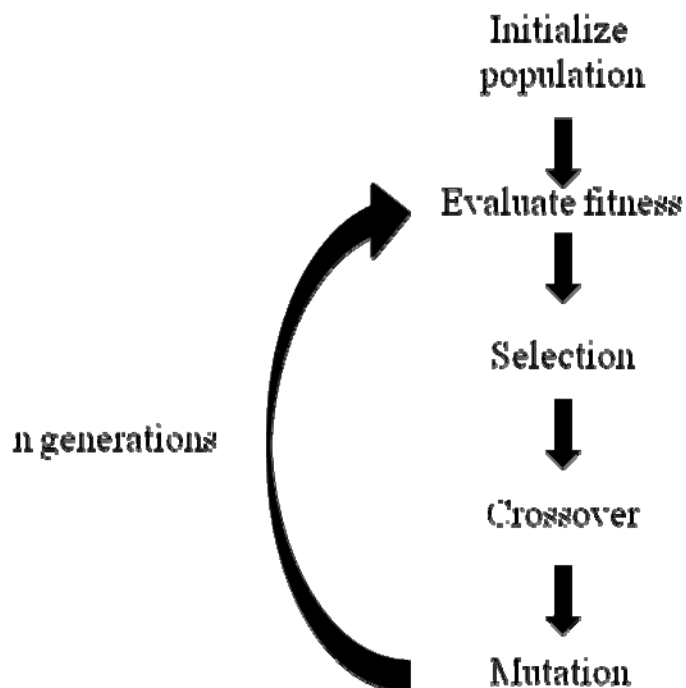 Initialize
population
Evaluate fitness
Selection
n generations
Crossover
Mutation